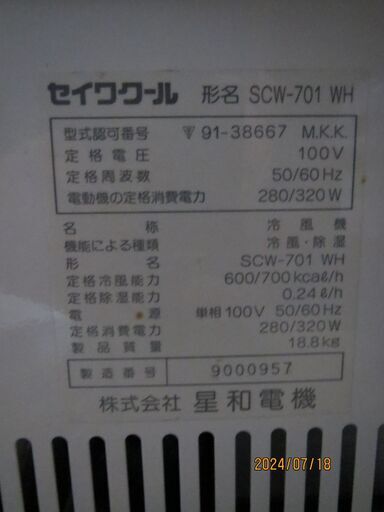 セイワクール 形名 SCW-701 WH
型式認可番号 〒91-38667 M.K.K.
定格電圧 100V
定格周波数 50/60Hz
電動機の定格消費電力 280/320W
名称 冷風機
機能による種類 冷風・除湿
形名 SCW-701 WH
定格冷風能力 600/700kcal/h
定格除湿能力 0.24ℓ/h
電源 単相100V 50/60Hz
定格消費電力 280/320W
製品質量 18.8kg
製造番号 9000957
株式会社 星和電機
2024/07/18